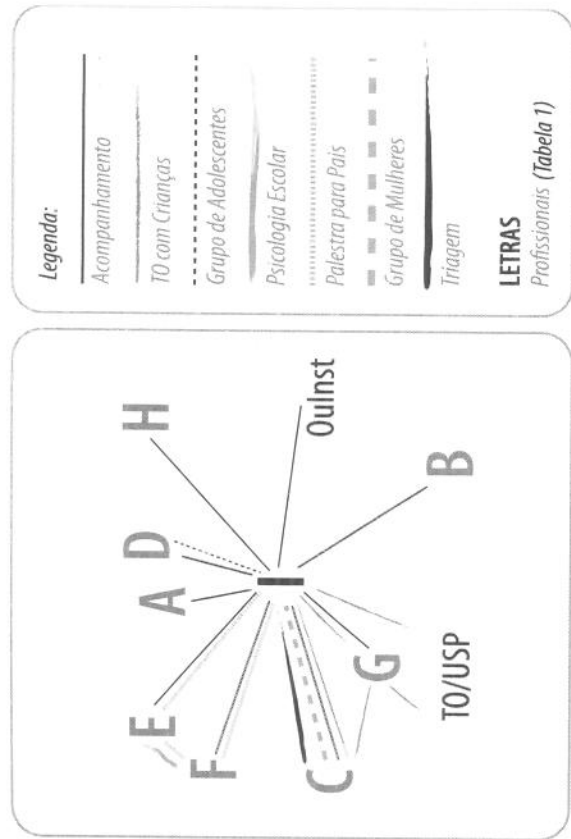 Legenda:
Acompanhamento
TO com Crianças
Grupo de Adolescentes
Psicologia Escolar
Palestra para Pais
Grupo de Mulheres
Triagem
LETRAS
Profissionais (Tabela 1)
H
OuInst
D
A
B
E
F
G
C
TO/USP